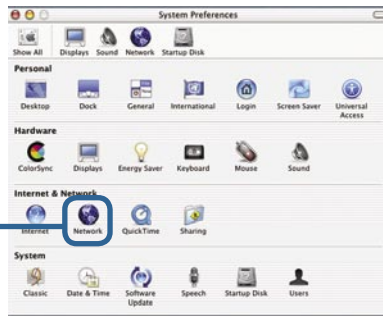 System Preferences
Show All Displays Sound Network Startup Disk
Personal
Desktop Dock General International Login Screen Saver Universal Access
Hardware
ColorSync Displays Energy Saver Keyboard Mouse Sound
Internet & Network
Internet Network QuickTime Sharing
System
Classic Date & Time Software Update Speech Startup Disk Users